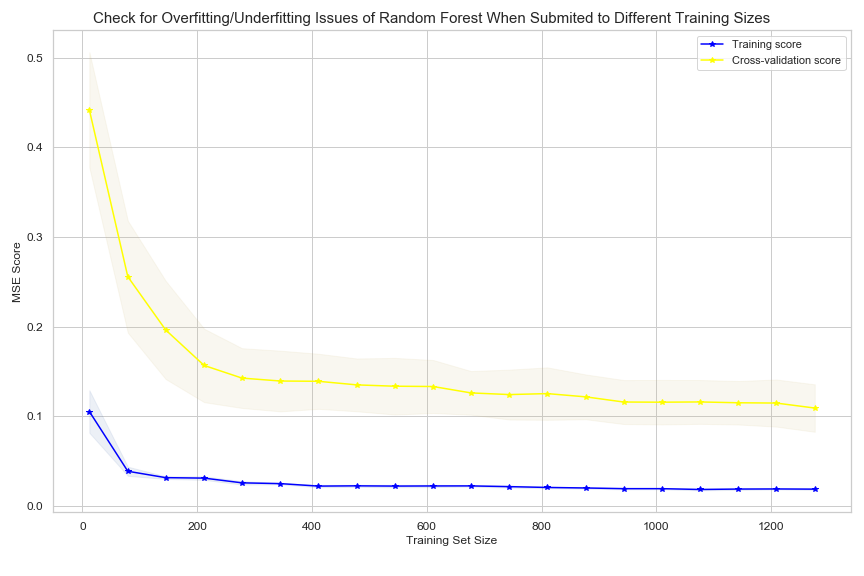 Check for Overfitting/Underfitting Issues of Random Forest When Submited to Different Training Sizes
Training score
Cross-validation score
0.5
0.4
0.3
0.2
0.1
0.0
MSE Score
0 200 400 600 800 1000 1200
Training Set Size